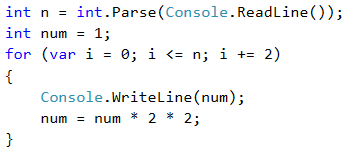 int n = int.Parse(Console.ReadLine());
int num = 1;
for (var i = 0; i <= n; i += 2)
{
    Console.WriteLine(num);
    num = num * 2 * 2;
}